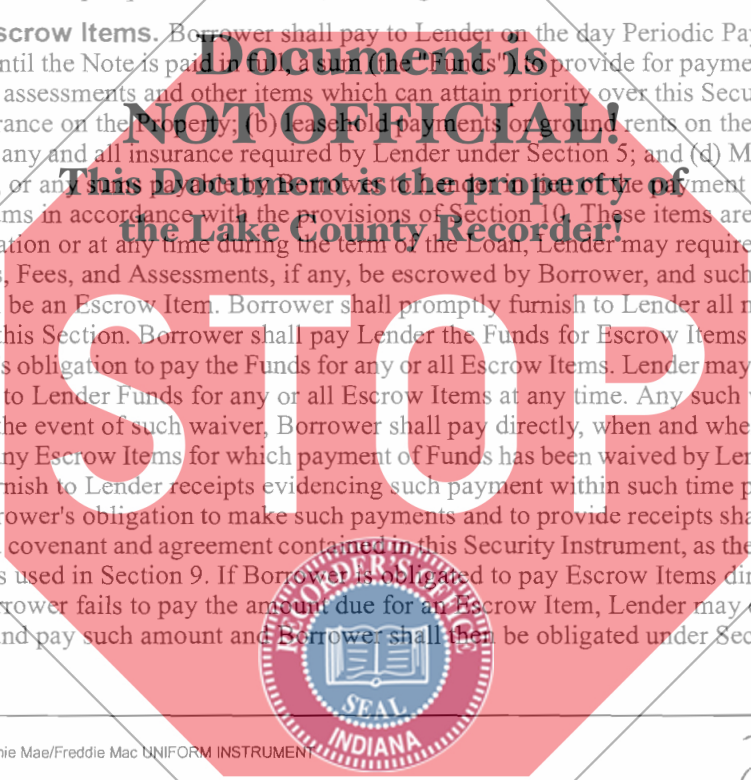 scrow Items. Borrower shall pay to Lender on the day Periodic Pa
ntil the Note is paid in full, a sum (the "Funds") to provide for payme
assessments and other items which can attain priority over this Secu
rance on the Property; (b) leasehold payments or ground rents on the
any and all insurance required by Lender under Section 5; and (d) M
or any sums payable by Borrower to Lender in lieu of the payment
ms in accordance with the provisions of Section 10. These items are
ation or at any time during the term of the Loan, Lender may require
, Fees, and Assessments, if any, be escrowed by Borrower, and such
be an Escrow Item. Borrower shall promptly furnish to Lender all n
this Section. Borrower shall pay Lender the Funds for Escrow Items
s obligation to pay the Funds for any or all Escrow Items. Lender may
to Lender Funds for any or all Escrow Items at any time. Any such
the event of such waiver, Borrower shall pay directly, when and whe
ny Escrow Items for which payment of Funds has been waived by Len
nish to Lender receipts evidencing such payment within such time p
rower's obligation to make such payments and to provide receipts sha
covenant and agreement contained in this Security Instrument, as the
s used in Section 9. If Borrower is obligated to pay Escrow Items dir
rrower fails to pay the amount due for an Escrow Item, Lender may
nd pay such amount and Borrower shall then be obligated under Sec
nie Mae/Freddie Mac UNIFORM INSTRUMENT
Document is
NOT OFFICIAL!
This Document is the property of
the Lake County Recorder!
STOP
RECORDER'S OFFICE
SEAL
INDIANA